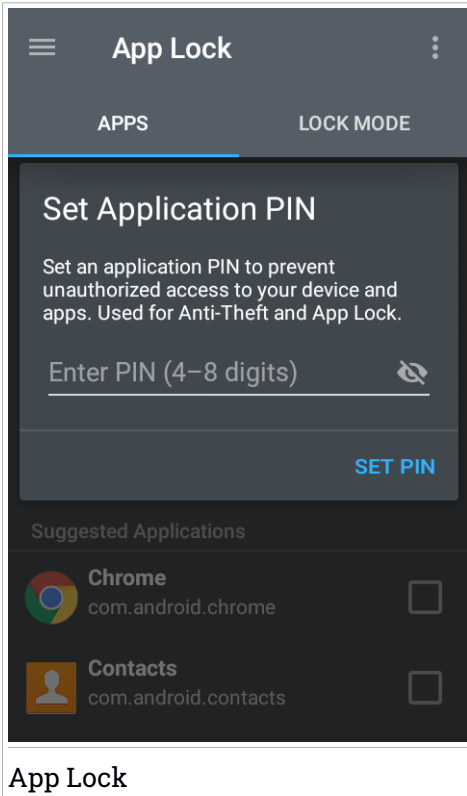 App Lock
APPS
LOCK MODE
Set Application PIN
Set an application PIN to prevent
unauthorized access to your device and
apps. Used for Anti-Theft and App Lock.
Enter PIN (4–8 digits)
SET PIN
Suggested Applications
Chrome
com.android.chrome
Contacts
com.android.contacts
App Lock